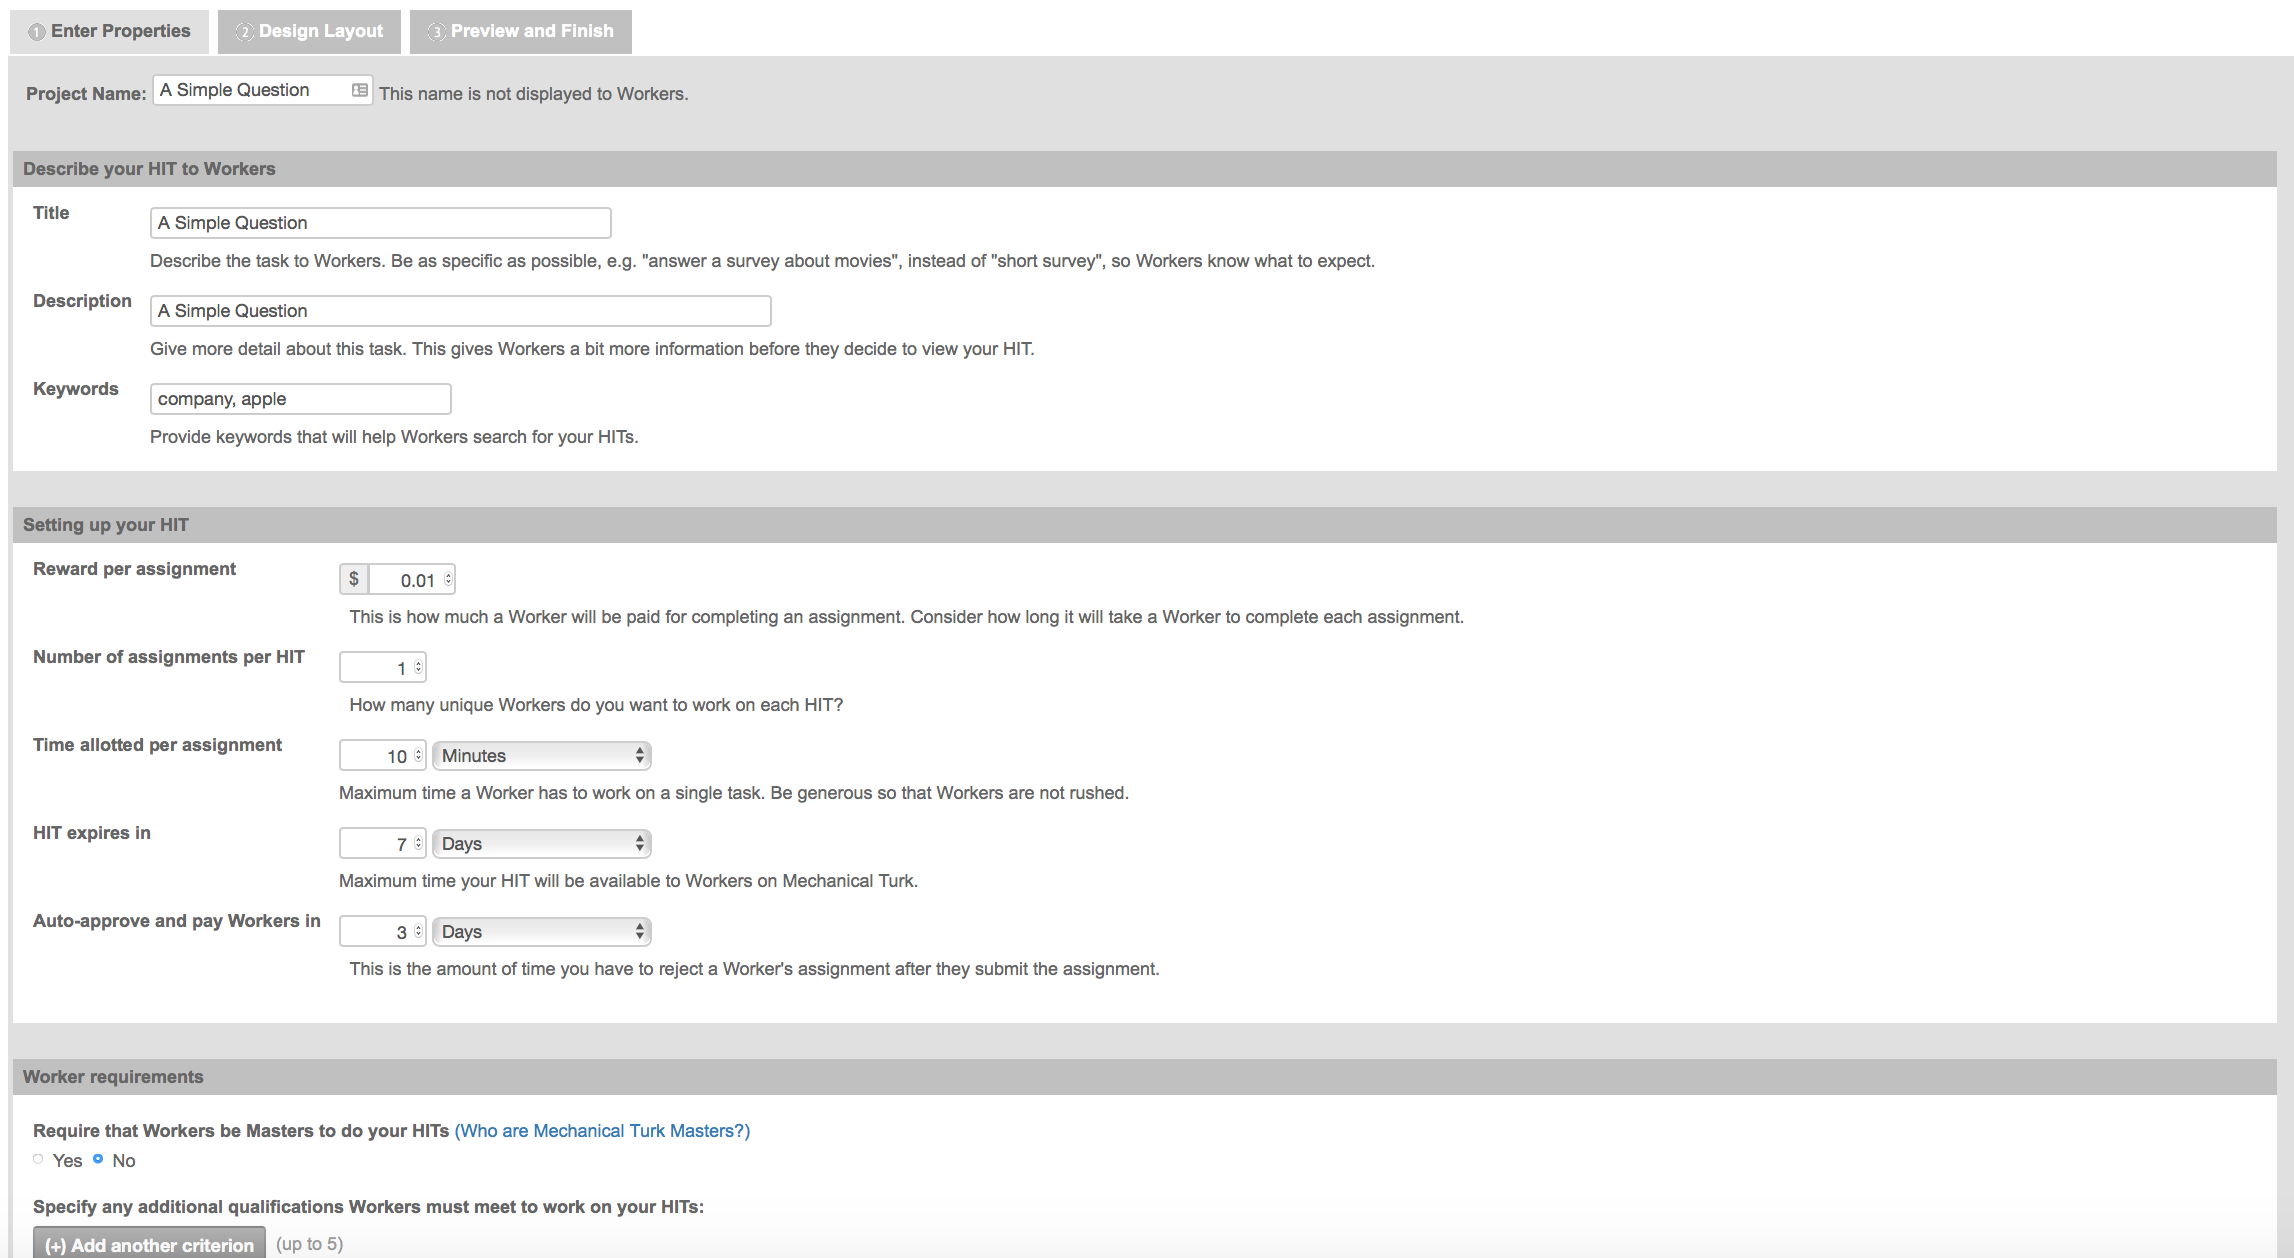 1 Enter Properties 2 Design Layout 3 Preview and Finish
Project Name: A Simple Question This name is not displayed to Workers.
Describe your HIT to Workers
Title A Simple Question
Describe the task to Workers. Be as specific as possible, e.g. "answer a survey about movies", instead of "short survey", so Workers know what to expect.
Description A Simple Question
Give more detail about this task. This gives Workers a bit more information before they decide to view your HIT.
Keywords company, apple
Provide keywords that will help Workers search for your HITs.
Setting up your HIT
Reward per assignment $ 0.01
This is how much a Worker will be paid for completing an assignment. Consider how long it will take a Worker to complete each assignment.
Number of assignments per HIT 1
How many unique Workers do you want to work on each HIT?
Time allotted per assignment 10 Minutes
Maximum time a Worker has to work on a single task. Be generous so that Workers are not rushed.
HIT expires in 7 Days
Maximum time your HIT will be available to Workers on Mechanical Turk.
Auto-approve and pay Workers in 3 Days
This is the amount of time you have to reject a Worker's assignment after they submit the assignment.
Worker requirements
Require that Workers be Masters to do your HITs (Who are Mechanical Turk Masters?)
Yes No
Specify any additional qualifications Workers must meet to work on your HITs:
(+) Add another criterion (up to 5)